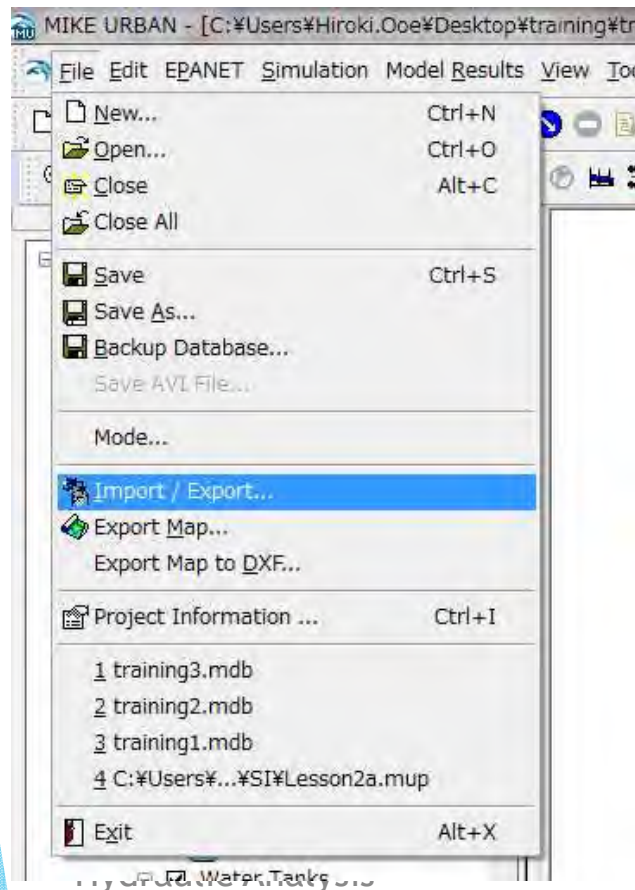 MIKE URBAN - [C:¥Users¥Hiroki.Ooe¥Desktop¥training¥tr
File Edit EPANET Simulation Model Results View Too
New... Ctrl+N
Open... Ctrl+O
Close Alt+C
Close All
Save Ctrl+S
Save As...
Backup Database...
Save AVI File...
Mode...
Import / Export...
Export Map...
Export Map to DXF...
Project Information ... Ctrl+I
1 training3.mdb
2 training2.mdb
3 training1.mdb
4 C:¥Users¥...¥SI¥Lesson2a.mup
Exit Alt+X
Water Tanks
Hydraulic Analysis